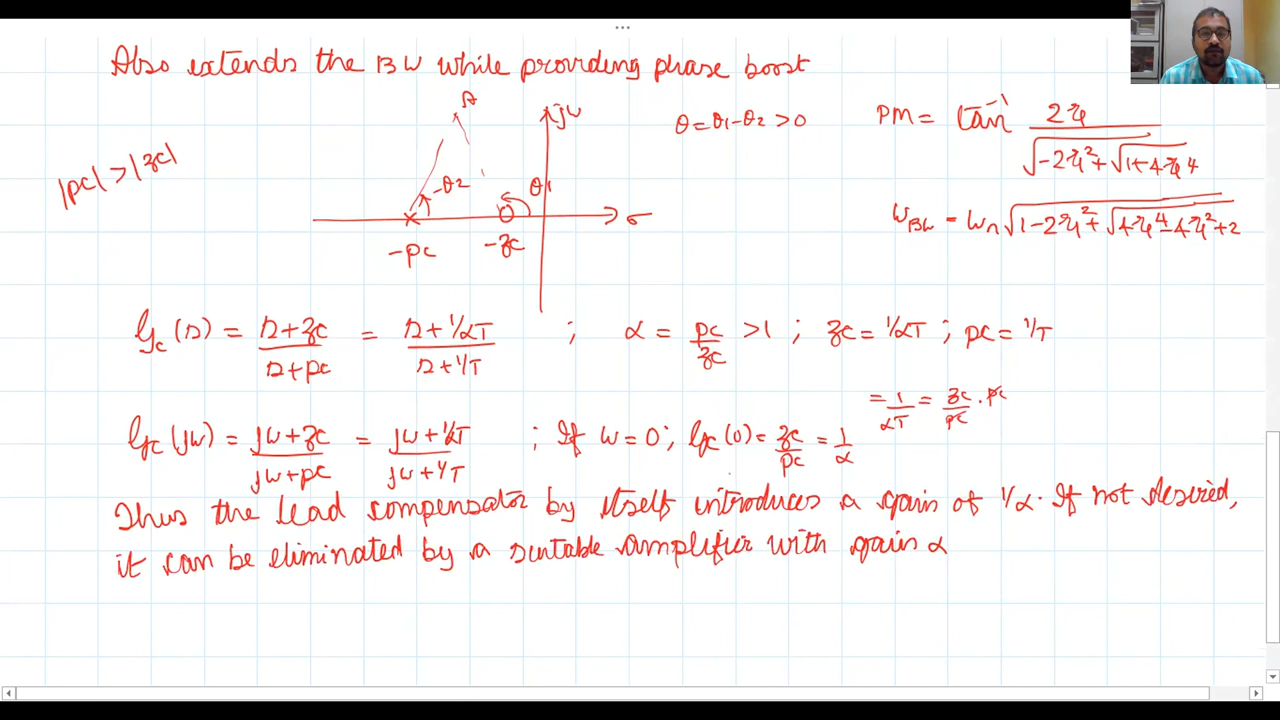 Also extends the BW while providing phase boost
|pc| > |zc|
s
jω
θ = θ1 - θ2 > 0
-θ2
θ1
σ
-pc
-zc
PM = tan⁻¹ 2ζ / √(-2ζ² + √(1+4ζ⁴))
ωBW = ωn √(1-2ζ² + √(4ζ⁴-4ζ²+2))
Gc(s) = (s+zc)/(s+pc) = (s+1/αT)/(s+1/T) ; α = pc/zc > 1 ; zc = 1/αT ; pc = 1/T
= 1/αT = zc/pc · pc
Gc(jω) = (jω+zc)/(jω+pc) = (jω+1/αT)/(jω+1/T) ; If ω=0; Gc(0) = zc/pc = 1/α
Thus the lead compensator by itself introduces a gain of 1/α. If not desired,
it can be eliminated by a suitable amplifier with gain α